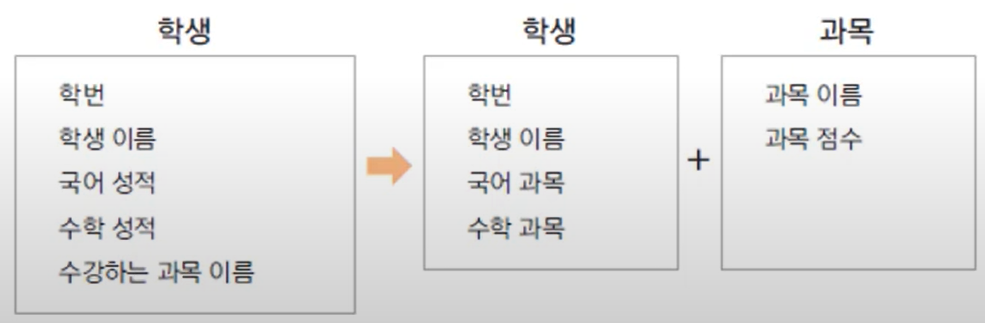 학생
학번
학생 이름
국어 성적
수학 성적
수강하는 과목 이름
학생
학번
학생 이름
국어 과목
수학 과목
+
과목
과목 이름
과목 점수